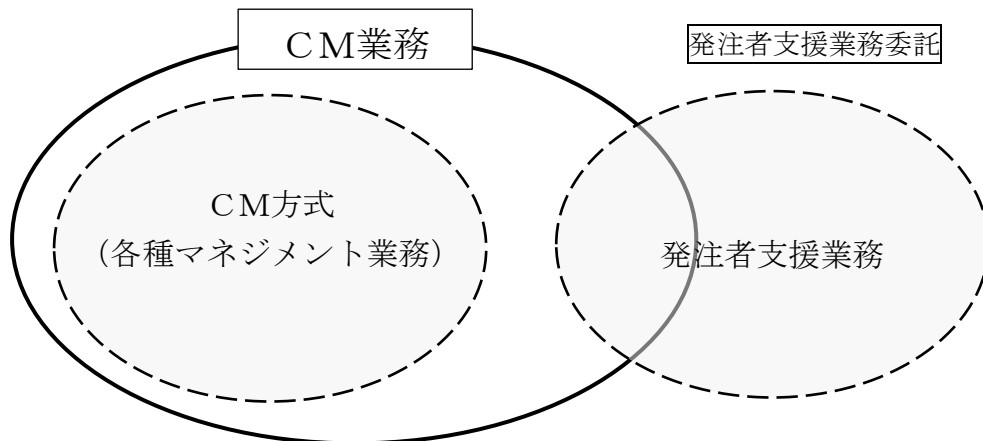 ＣＭ業務
発注者支援業務委託
ＣＭ方式
（各種マネジメント業務）
発注者支援業務